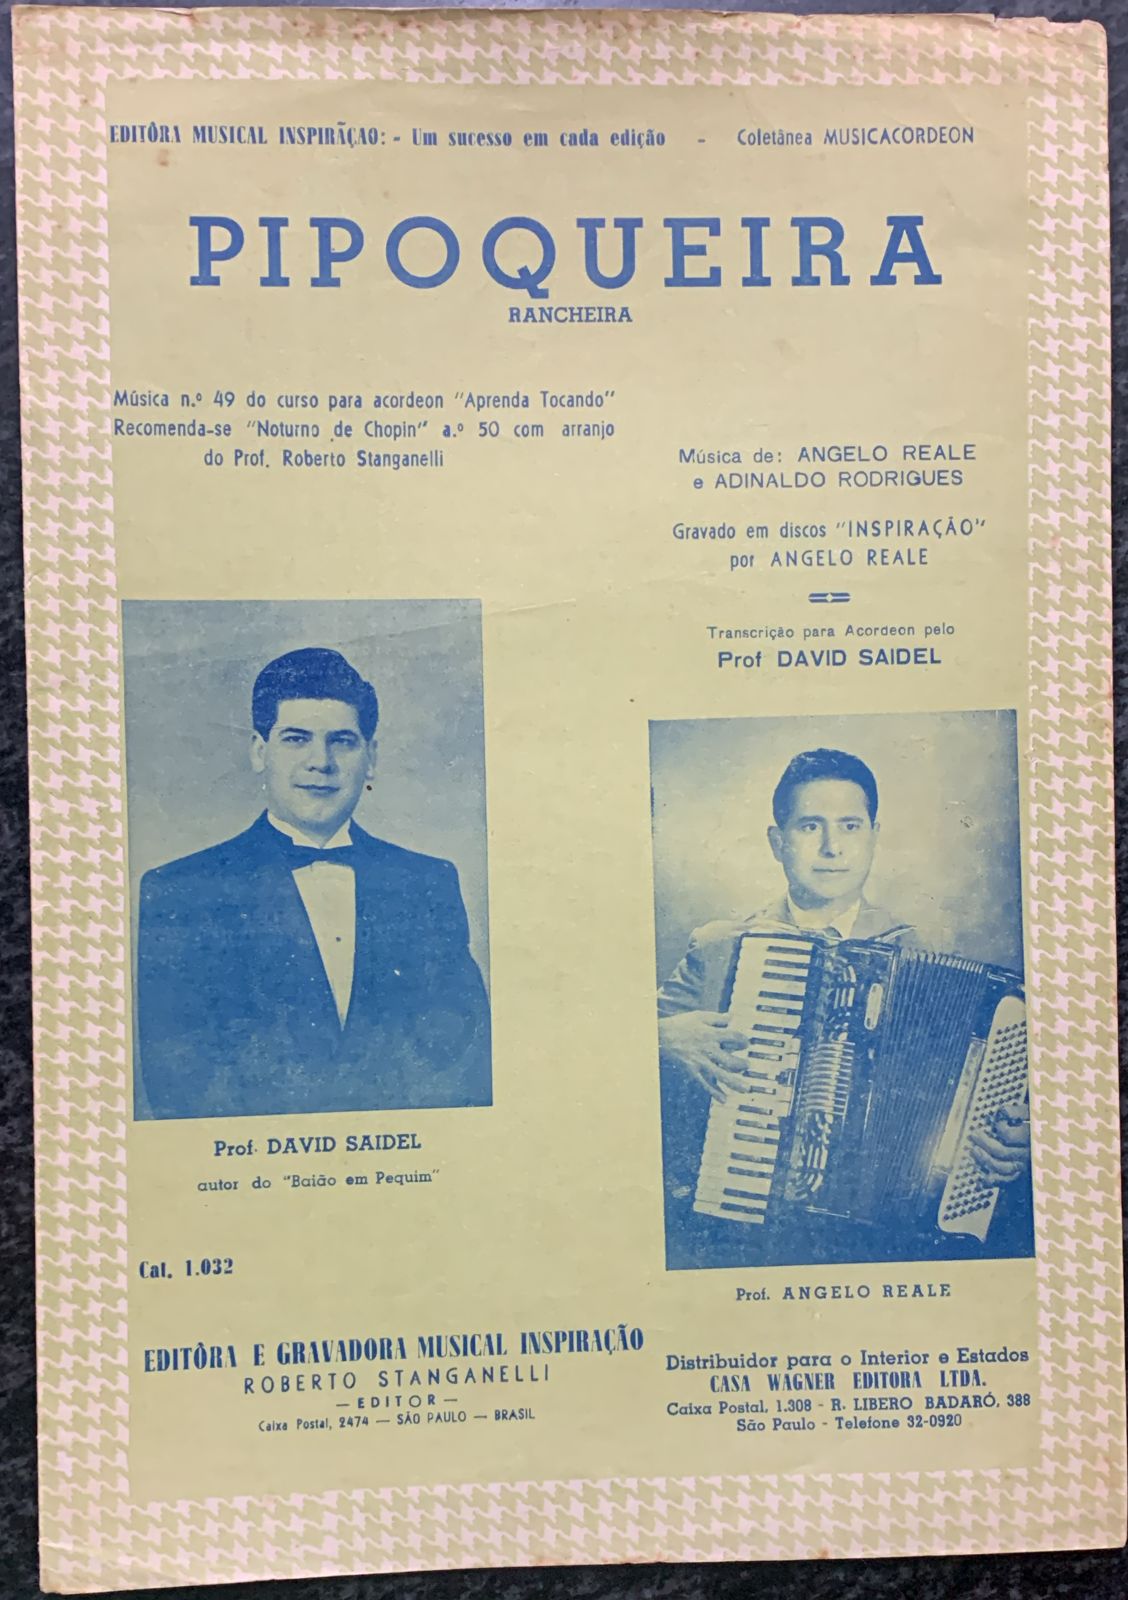 EDITÔRA MUSICAL INSPIRÃÇAO: - Um sucesso em cada edição - Coletânea MUSICACORDEON
PIPOQUEIRA
RANCHEIRA
Música n.º 49 do curso para acordeon "Aprenda Tocando"
Recomenda-se "Noturno de Chopin" a.º 50 com arranjo
do Prof. Roberto Stanganelli
Música de: ANGELO REALE
e ADINALDO RODRIGUES
Gravado em discos "INSPIRAÇÃO"
por ANGELO REALE
Transcrição para Acordeon pelo
Prof DAVID SAIDEL
Prof. DAVID SAIDEL
autor do "Baião em Pequim"
Prof. ANGELO REALE
Cat. 1.032
EDITÔRA E GRAVADORA MUSICAL INSPIRAÇÃO
ROBERTO STANGANELLI
— EDITOR —
Caixa Postal, 2474 — SÃO PAULO — BRASIL
Distribuidor para o Interior e Estados
CASA WAGNER EDITORA LTDA.
Caixa Postal, 1.308 - R. LIBERO BADARÓ, 388
São Paulo - Telefone 32-0920